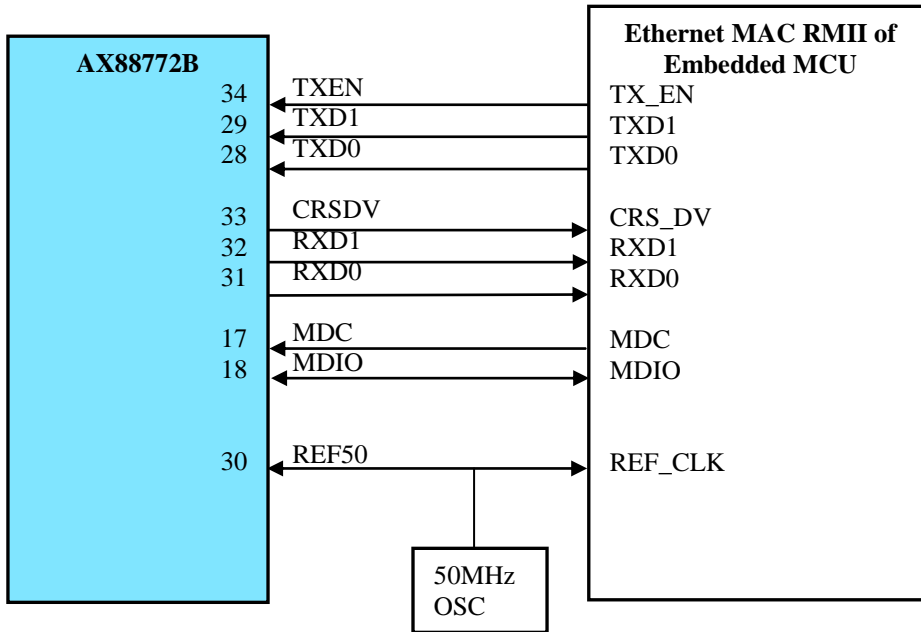 AX88772B
Ethernet MAC RMII of
Embedded MCU
34 TXEN TX_EN
29 TXD1 TXD1
28 TXD0 TXD0
33 CRSDV CRS_DV
32 RXD1 RXD1
31 RXD0 RXD0
17 MDC MDC
18 MDIO MDIO
30 REF50 REF_CLK
50MHz
OSC